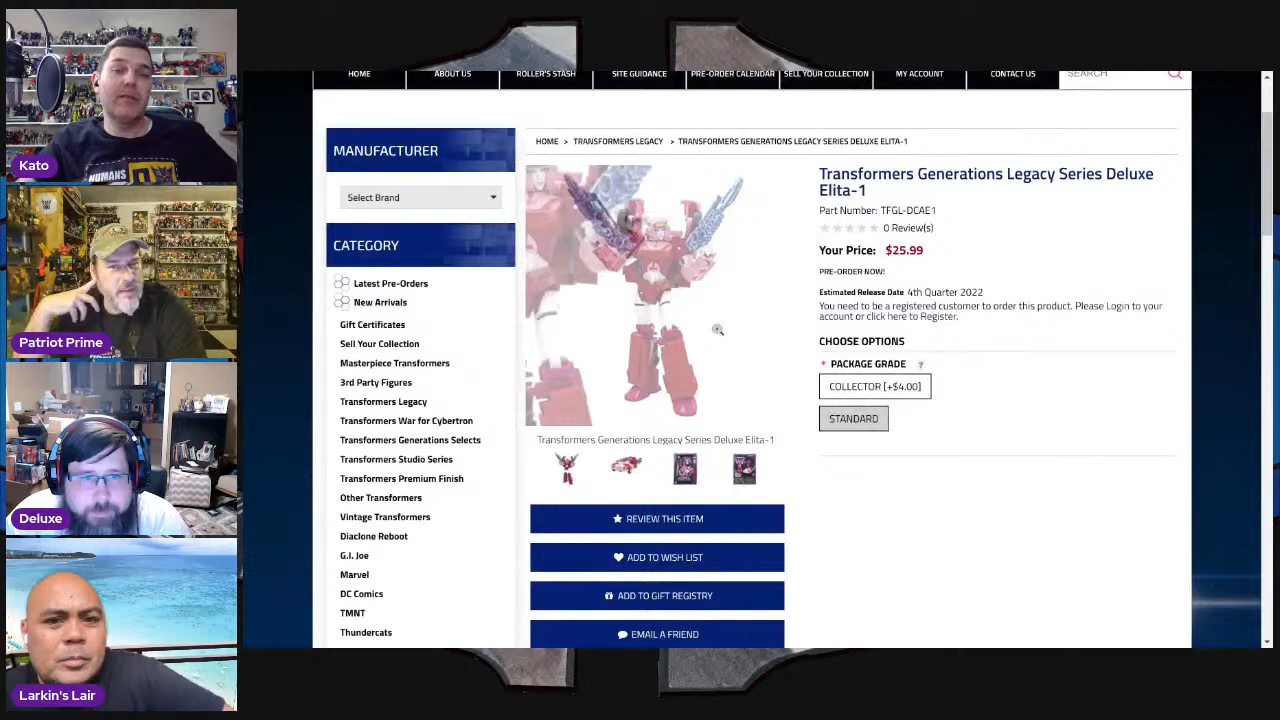 Kato
Patriot Prime
Deluxe
Larkin's Lair
HUMANS
HOME
ABOUT US
ROLLER'S STASH
SITE GUIDANCE
PRE-ORDER CALENDAR
SELL YOUR COLLECTION
MY ACCOUNT
CONTACT US
SEARCH
MANUFACTURER
Select Brand
CATEGORY
Latest Pre-Orders
New Arrivals
Gift Certificates
Sell Your Collection
Masterpiece Transformers
3rd Party Figures
Transformers Legacy
Transformers War for Cybertron
Transformers Generations Selects
Transformers Studio Series
Transformers Premium Finish
Other Transformers
Vintage Transformers
Diaclone Reboot
G.I. Joe
Marvel
DC Comics
TMNT
Thundercats
HOME > TRANSFORMERS LEGACY > TRANSFORMERS GENERATIONS LEGACY SERIES DELUXE ELITA-1
Transformers Generations Legacy Series Deluxe Elita-1
REVIEW THIS ITEM
ADD TO WISH LIST
ADD TO GIFT REGISTRY
EMAIL A FRIEND
Transformers Generations Legacy Series Deluxe
Elita-1
Part Number: TFGL-DCAE1
0 Review(s)
Your Price: $25.99
PRE-ORDER NOW!
Estimated Release Date 4th Quarter 2022
You need to be a registered customer to order this product. Please Login to your
account or click here to Register.
CHOOSE OPTIONS
* PACKAGE GRADE ?
COLLECTOR [+$4.00]
STANDARD